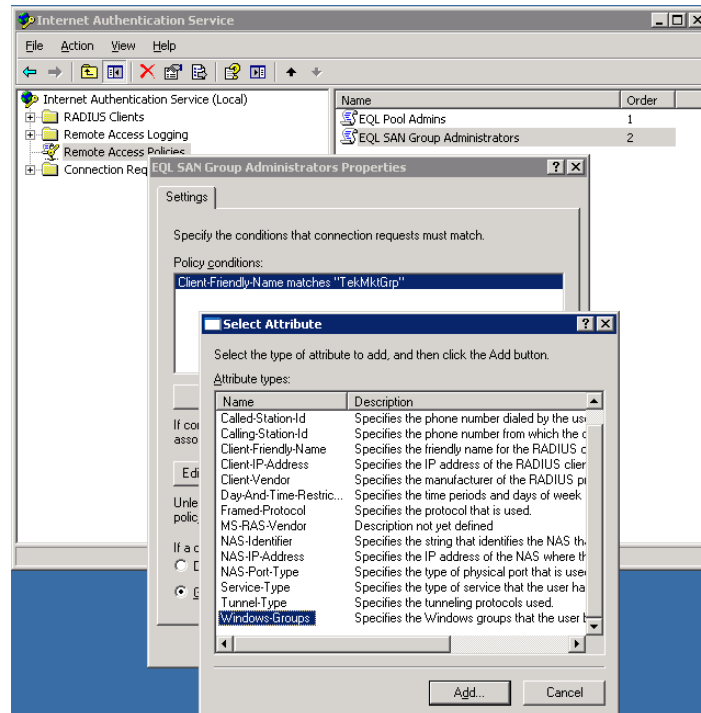 Internet Authentication Service
File Action View Help
Internet Authentication Service (Local)
RADIUS Clients
Remote Access Logging
Remote Access Policies
Connection Req
Name Order
EQL Pool Admins 1
EQL SAN Group Administrators 2
EQL SAN Group Administrators Properties
Settings
Specify the conditions that connection requests must match.
Policy conditions:
Client-Friendly-Name matches "TekMktGrp"
If con
asso
Edi
Unle
polic
If a c
Select Attribute
Select the type of attribute to add, and then click the Add button.
Attribute types:
Name Description
Called-Station-Id Specifies the phone number dialed by the use
Calling-Station-Id Specifies the phone number from which the c
Client-Friendly-Name Specifies the friendly name for the RADIUS c
Client-IP-Address Specifies the IP address of the RADIUS clier
Client-Vendor Specifies the manufacturer of the RADIUS pr
Day-And-Time-Restric... Specifies the time periods and days of week
Framed-Protocol Specifies the protocol that is used.
MS-RAS-Vendor Description not yet defined
NAS-Identifier Specifies the string that identifies the NAS th
NAS-IP-Address Specifies the IP address of the NAS where th
NAS-Port-Type Specifies the type of physical port that is use
Service-Type Specifies the type of service that the user ha
Tunnel-Type Specifies the tunneling protocols used.
Windows-Groups Specifies the Windows groups that the user b
Add... Cancel